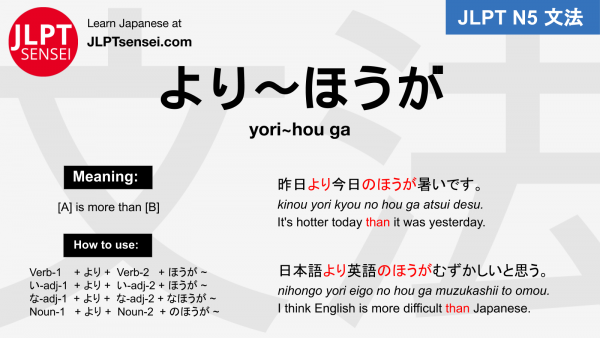 JLPT
SENSEI
Learn Japanese at
JLPTsensei.com
JLPT N5 文法
より～ほうが
yori~hou ga
Meaning:
[A] is more than [B]
How to use:
Verb-1 + より + Verb-2 + ほうが ~
い-adj-1 + より + い-adj-2 + ほうが ~
な-adj-1 + より + な-adj-2 + なほうが ~
Noun-1 + より + Noun-2 + のほうが ~
昨日より今日のほうが暑いです。
kinou yori kyou no hou ga atsui desu.
It's hotter today than it was yesterday.
日本語より英語のほうがむずかしいと思う。
nihongo yori eigo no hou ga muzukashii to omou.
I think English is more difficult than Japanese.
文法